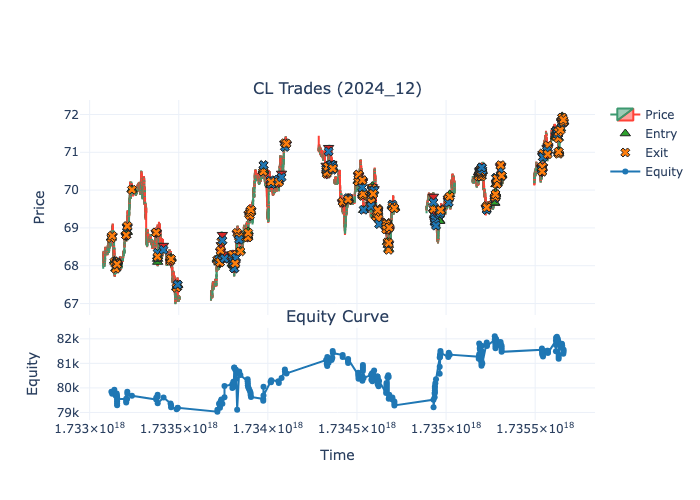 CL Trades (2024_12)
72
71
70
69
68
67
Price
Price
Entry
Exit
Equity
Equity Curve
82k
81k
80k
79k
Equity
1.733×10¹⁸ 1.7335×10¹⁸ 1.734×10¹⁸ 1.7345×10¹⁸ 1.735×10¹⁸ 1.7355×10¹⁸
Time